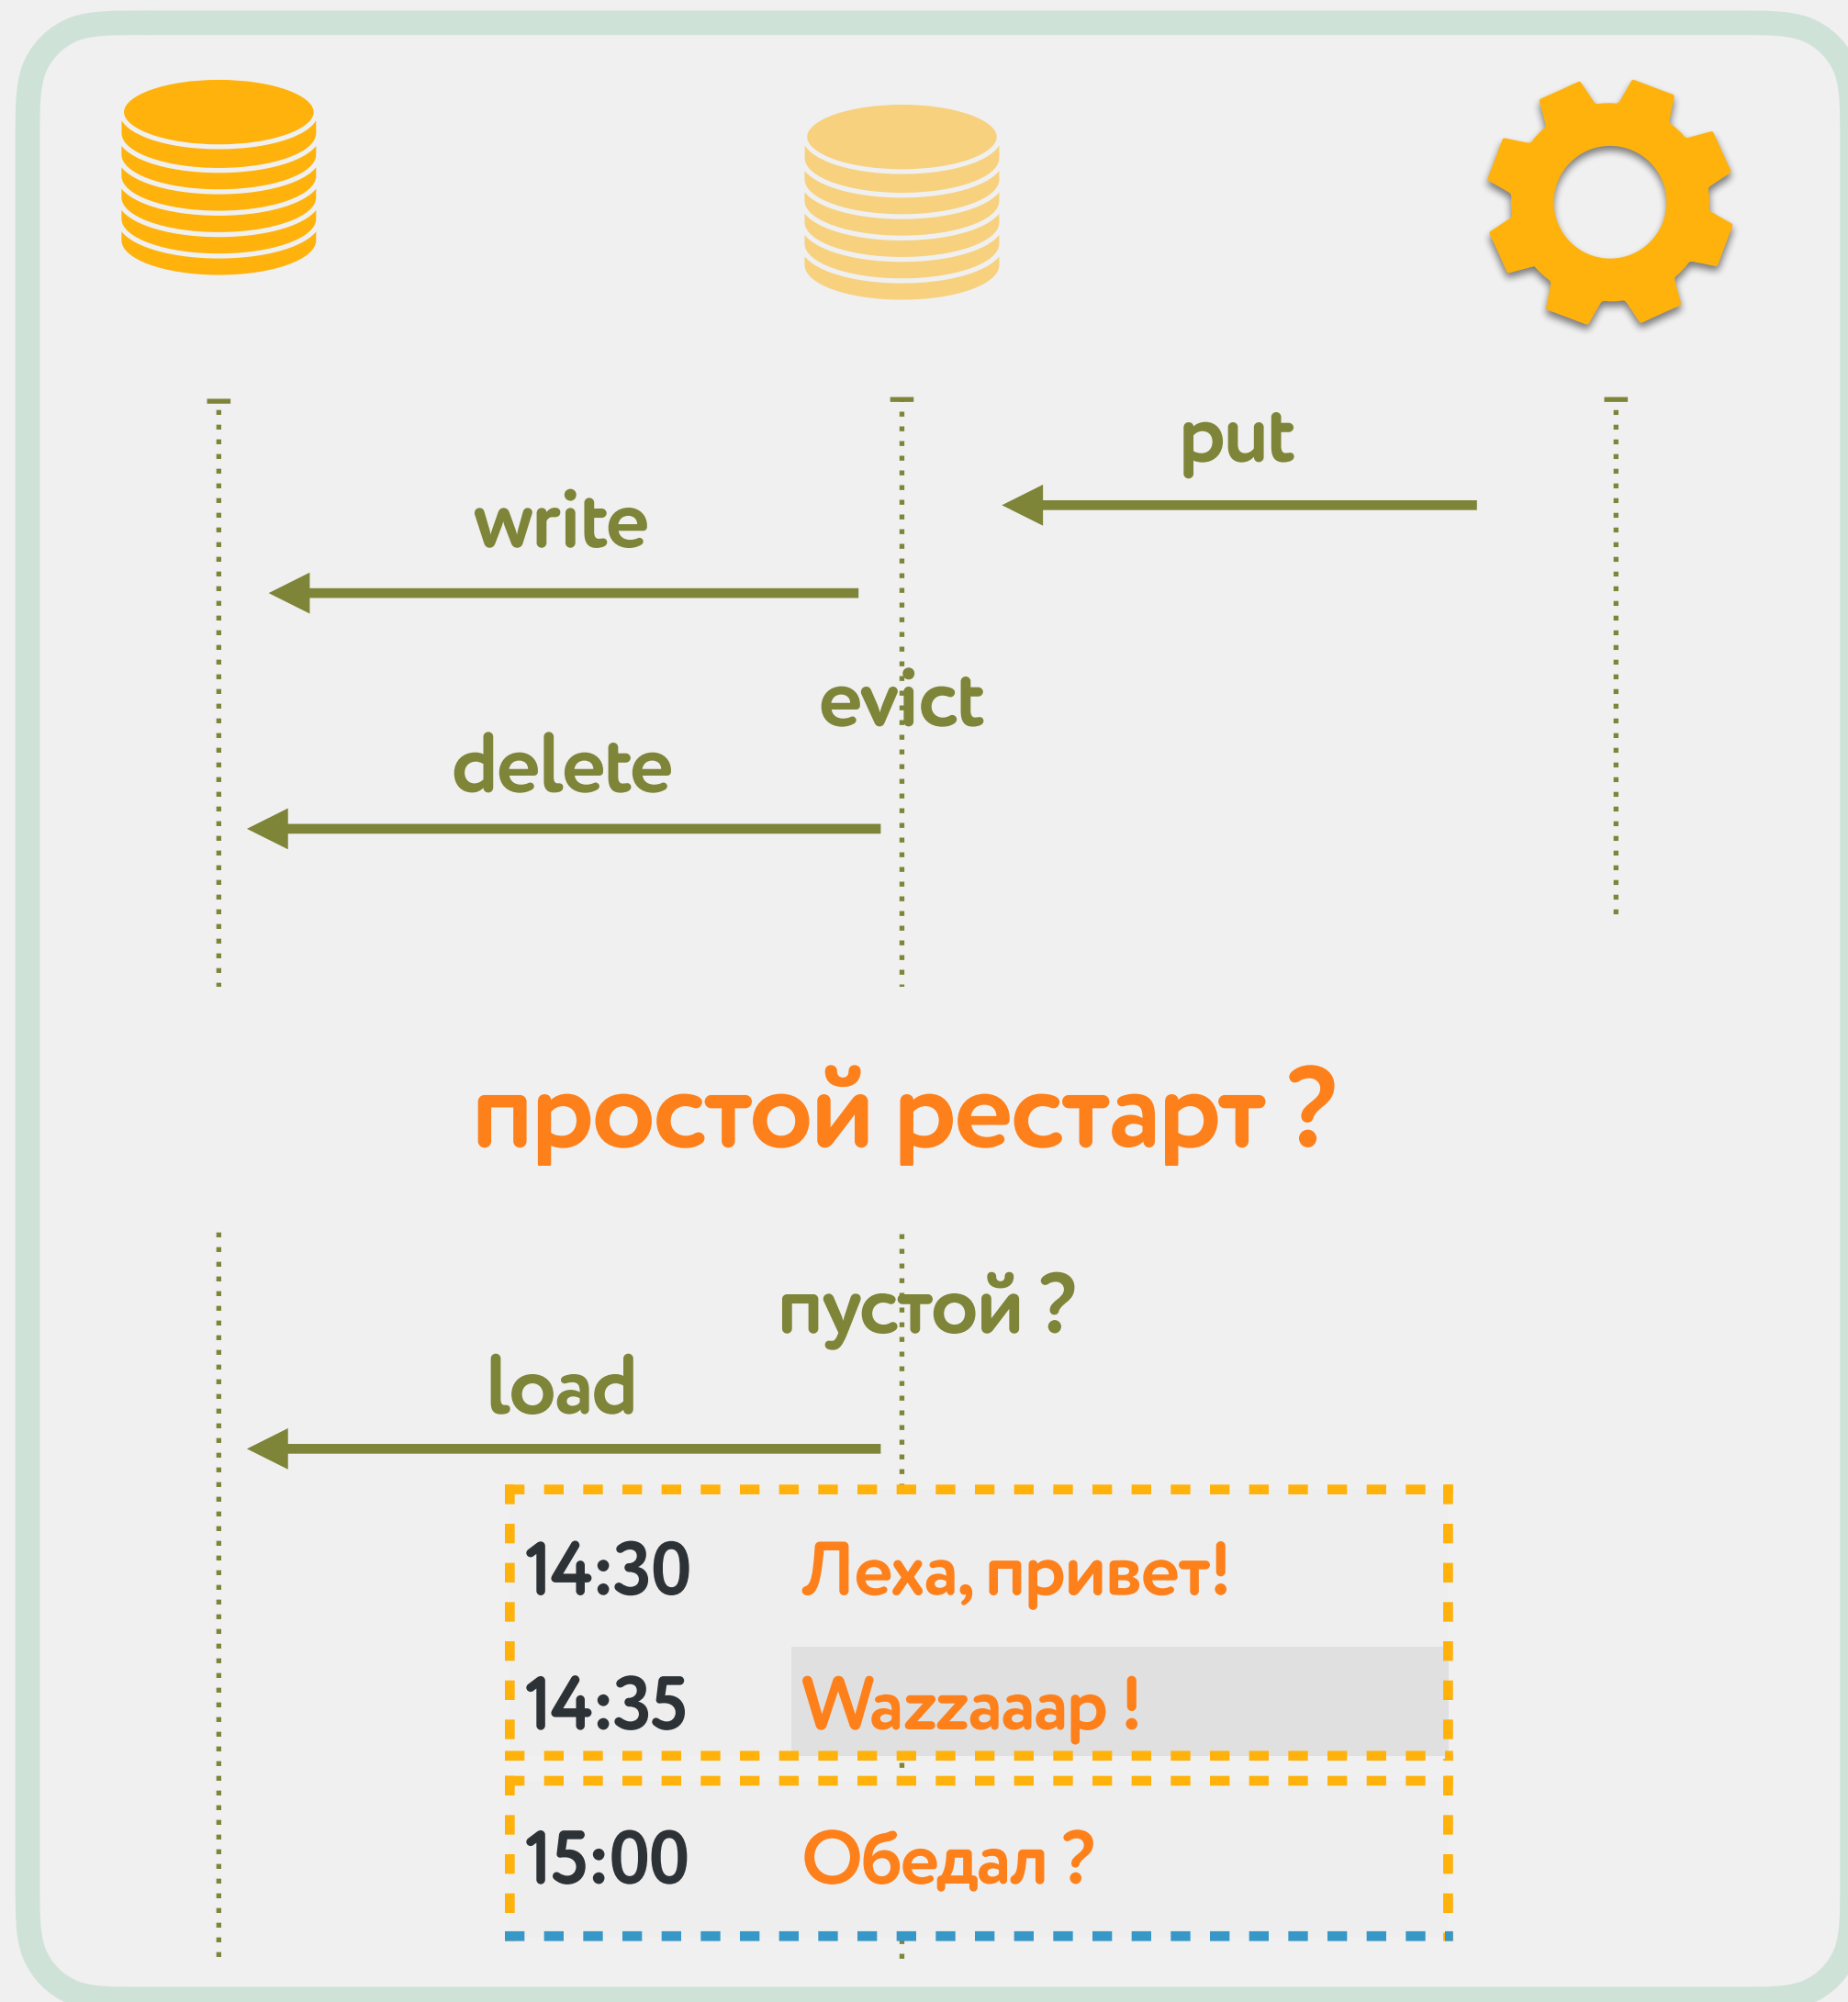 put
write
evict
delete
простой рестарт ?
пустой ?
load
14:30 Леха, привет!
14:35 Wazzaaap !
15:00 Обедал ?